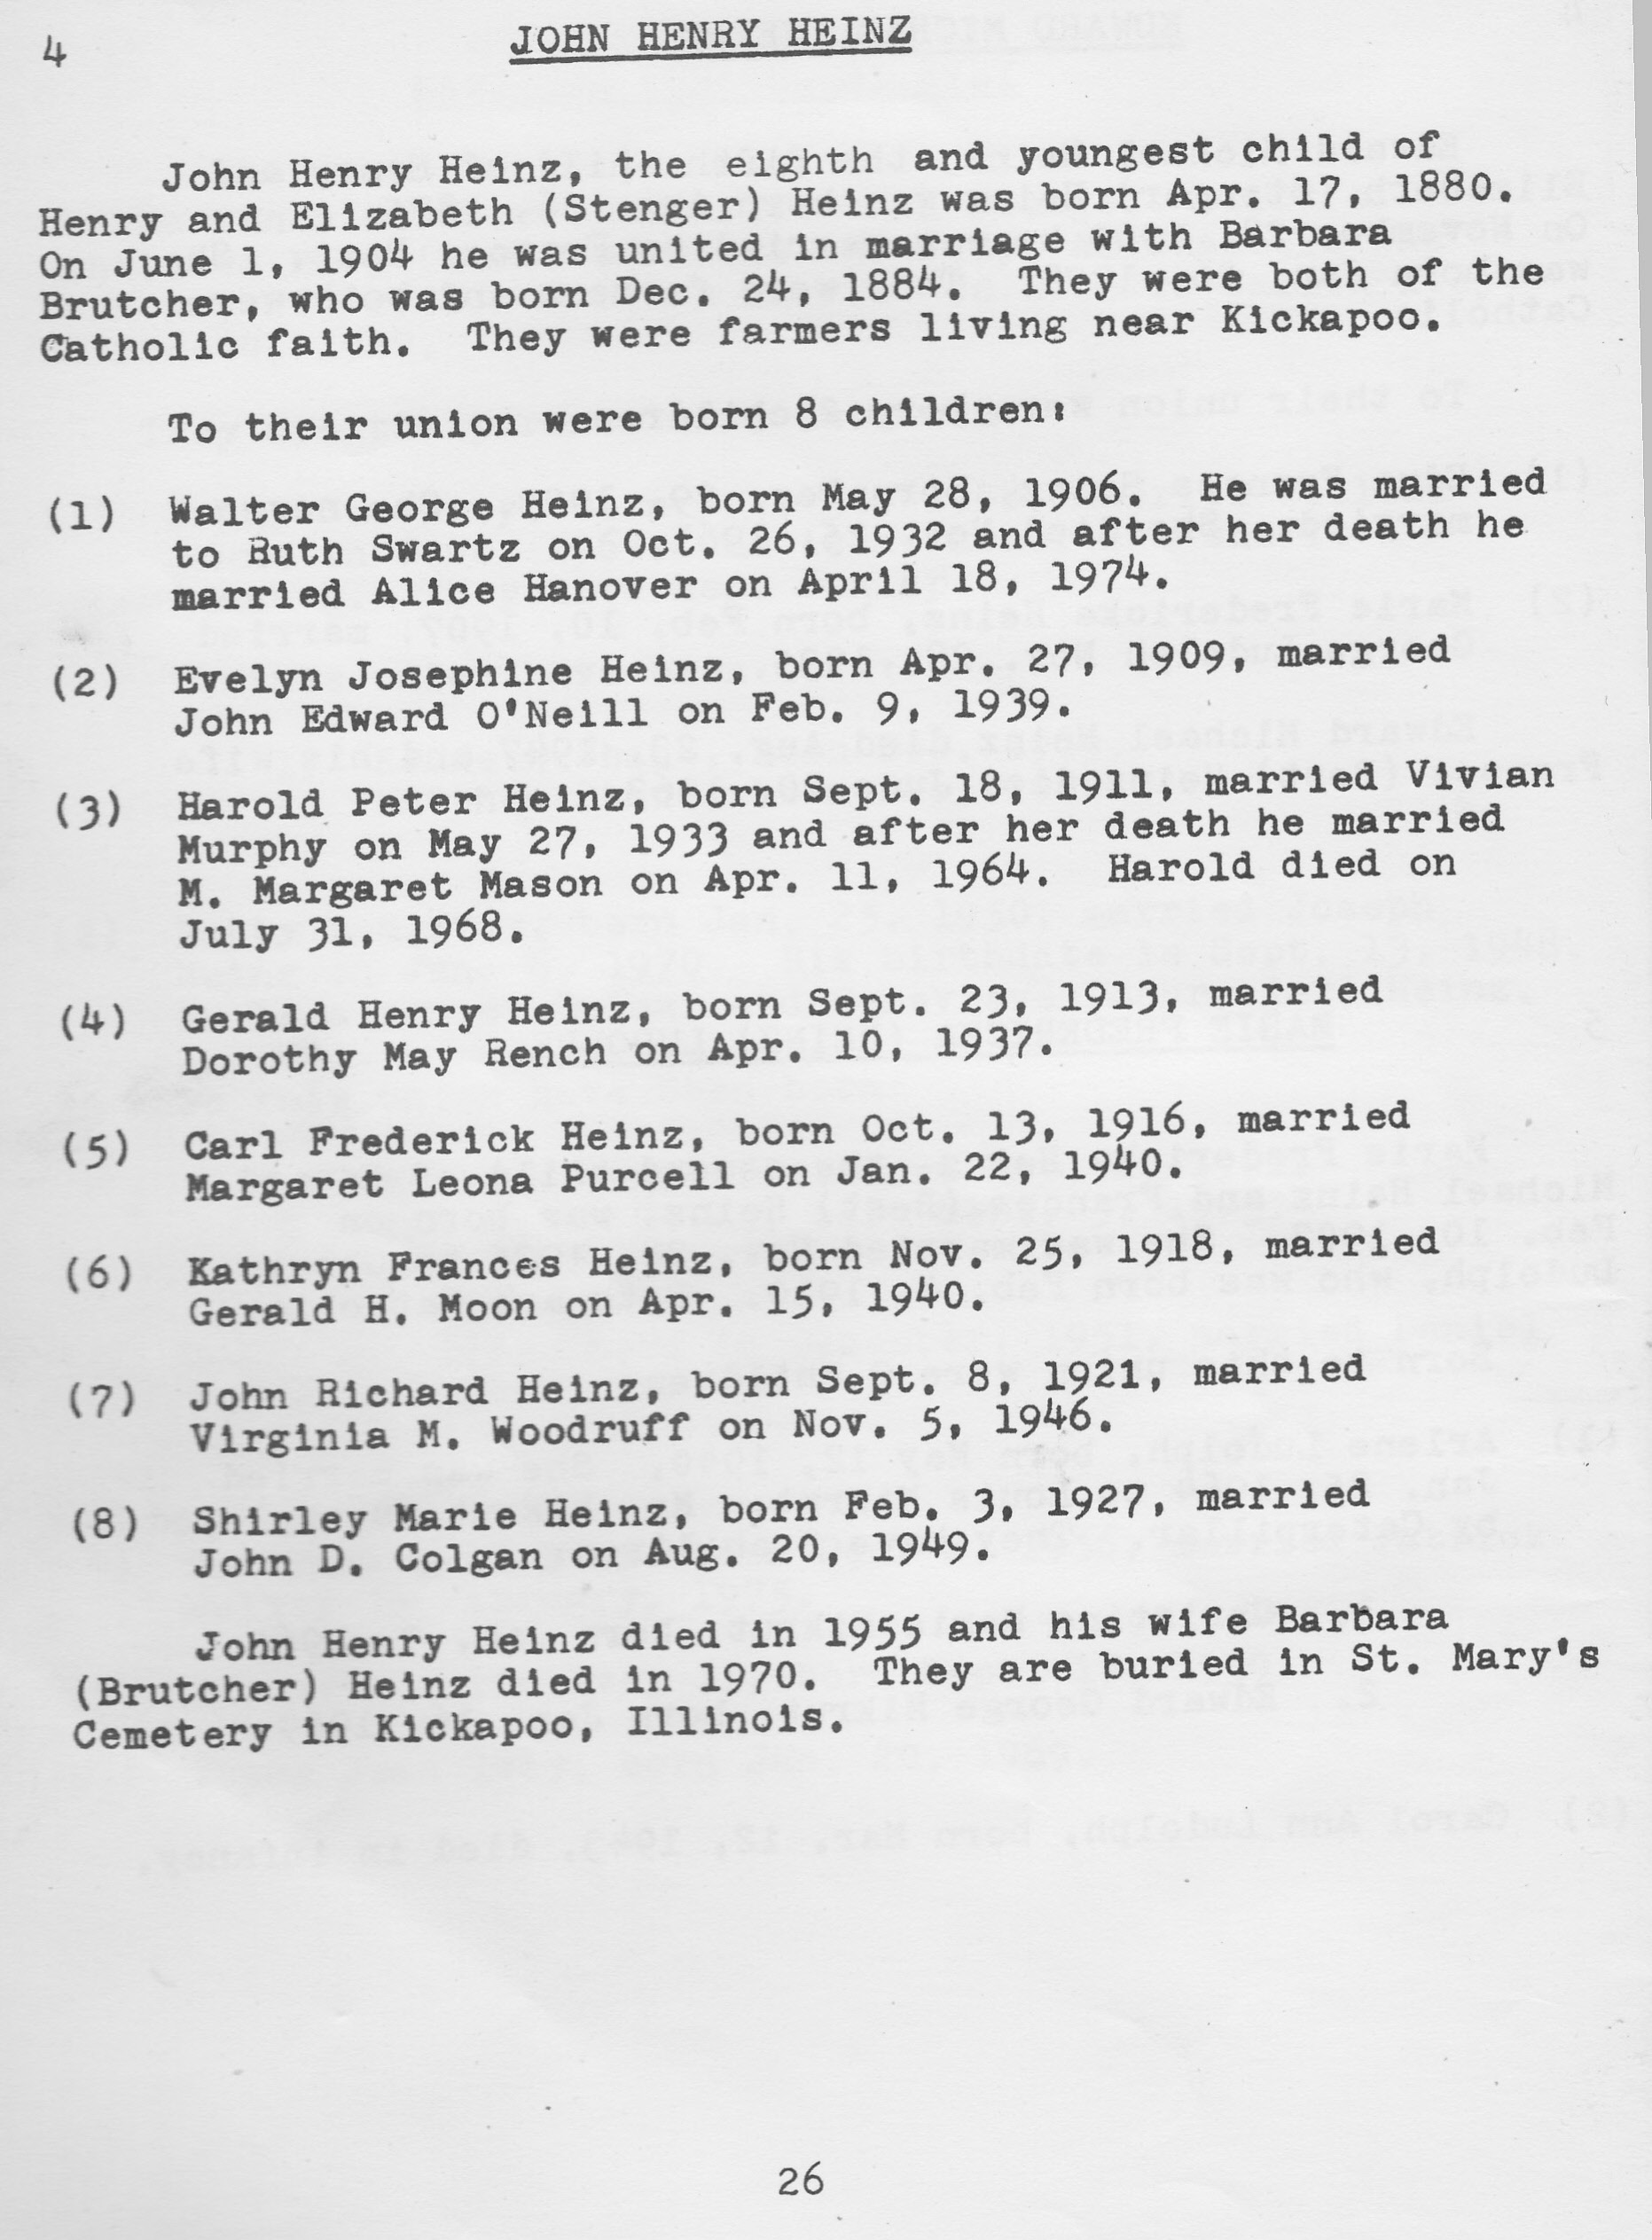 4
JOHN HENRY HEINZ
John Henry Heinz, the eighth and youngest child of
Henry and Elizabeth (Stenger) Heinz was born Apr. 17, 1880.
On June 1, 1904 he was united in marriage with Barbara
Brutcher, who was born Dec. 24, 1884. They were both of the
Catholic faith. They were farmers living near Kickapoo.
To their union were born 8 children:
(1) Walter George Heinz, born May 28, 1906. He was married
to Ruth Swartz on Oct. 26, 1932 and after her death he
married Alice Hanover on April 18, 1974.
(2) Evelyn Josephine Heinz, born Apr. 27, 1909, married
John Edward O'Neill on Feb. 9, 1939.
(3) Harold Peter Heinz, born Sept. 18, 1911, married Vivian
Murphy on May 27, 1933 and after her death he married
M. Margaret Mason on Apr. 11, 1964. Harold died on
July 31, 1968.
(4) Gerald Henry Heinz, born Sept. 23, 1913, married
Dorothy May Rench on Apr. 10, 1937.
(5) Carl Frederick Heinz, born Oct. 13, 1916, married
Margaret Leona Purcell on Jan. 22, 1940.
(6) Kathryn Frances Heinz, born Nov. 25, 1918, married
Gerald H. Moon on Apr. 15, 1940.
(7) John Richard Heinz, born Sept. 8, 1921, married
Virginia M. Woodruff on Nov. 5, 1946.
(8) Shirley Marie Heinz, born Feb. 3, 1927, married
John D. Colgan on Aug. 20, 1949.
John Henry Heinz died in 1955 and his wife Barbara
(Brutcher) Heinz died in 1970. They are buried in St. Mary's
Cemetery in Kickapoo, Illinois.
26